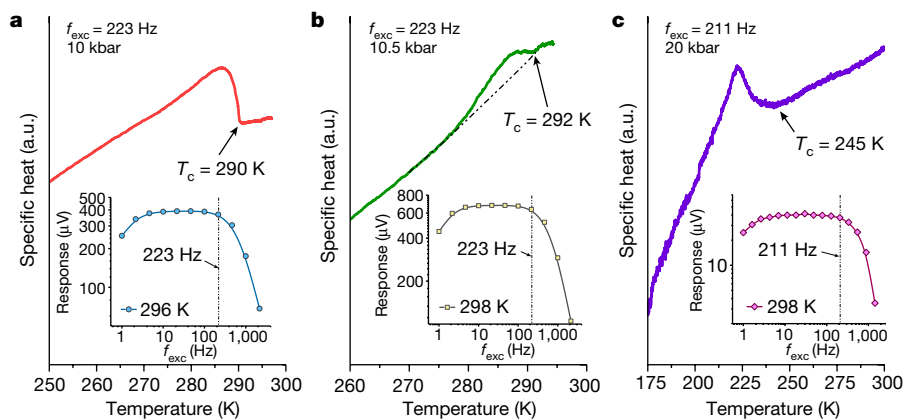 a
f_exc = 223 Hz
10 kbar
Specific heat (a.u.)
T_c = 290 K
500
400
300
200
100
Response (μV)
223 Hz
296 K
1
10
100
1,000
f_exc (Hz)
250
260
270
280
290
300
Temperature (K)
b
f_exc = 223 Hz
10.5 kbar
Specific heat (a.u.)
T_c = 292 K
800
600
400
200
Response (μV)
223 Hz
298 K
1
10
100
1,000
f_exc (Hz)
260
270
280
290
300
Temperature (K)
c
f_exc = 211 Hz
20 kbar
Specific heat (a.u.)
T_c = 245 K
10
Response (μV)
211 Hz
298 K
1
10
100
1,000
f_exc (Hz)
175
200
225
250
275
300
Temperature (K)